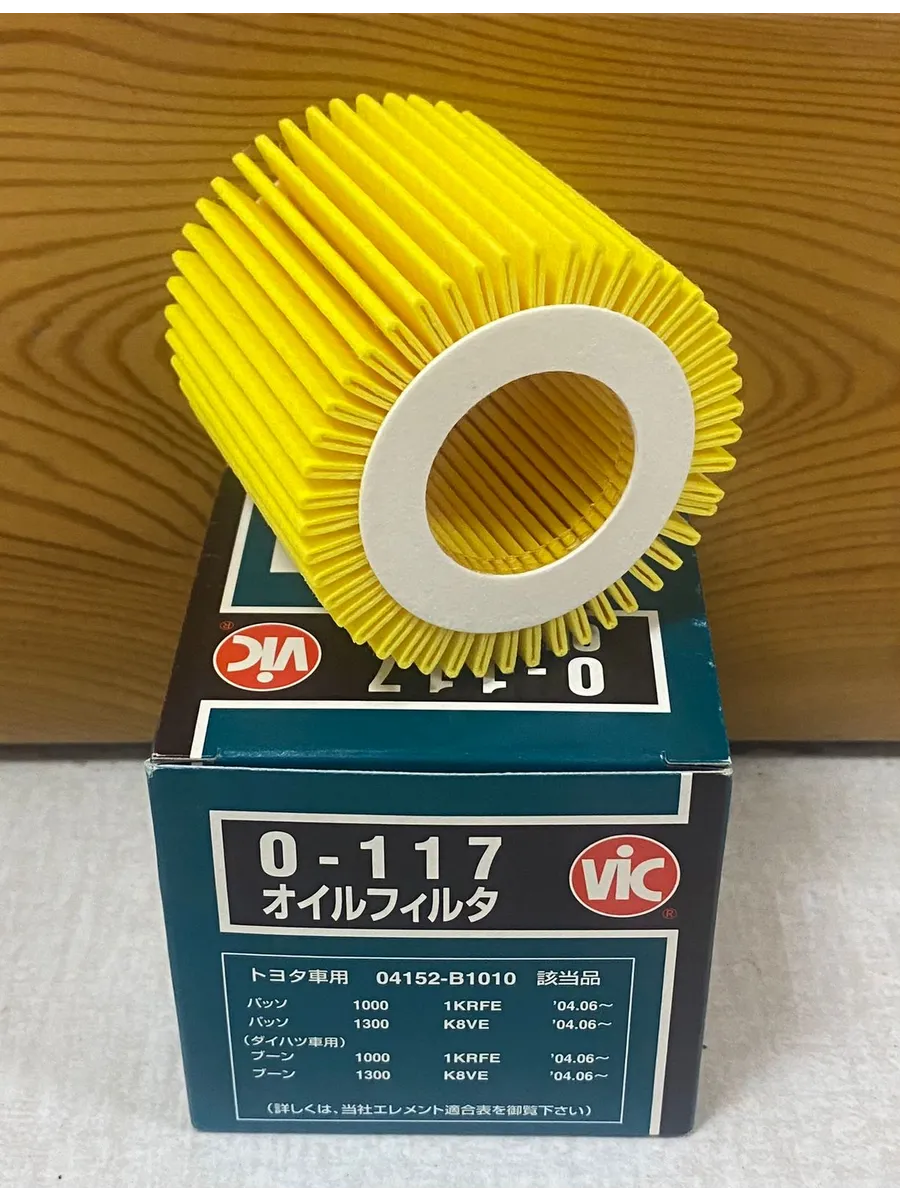 ViC
®
0-117
0-117
オイルフィルタ
ViC
®
トヨタ車用 04152-B1010 該当品
パッソ 1000 1KRFE '04.06～
パッソ 1300 K8VE '04.06～
(ダイハツ車用)
ブーン 1000 1KRFE '04.06～
ブーン 1300 K8VE '04.06～
(詳しくは、当社エレメント適合表を御覧下さい)